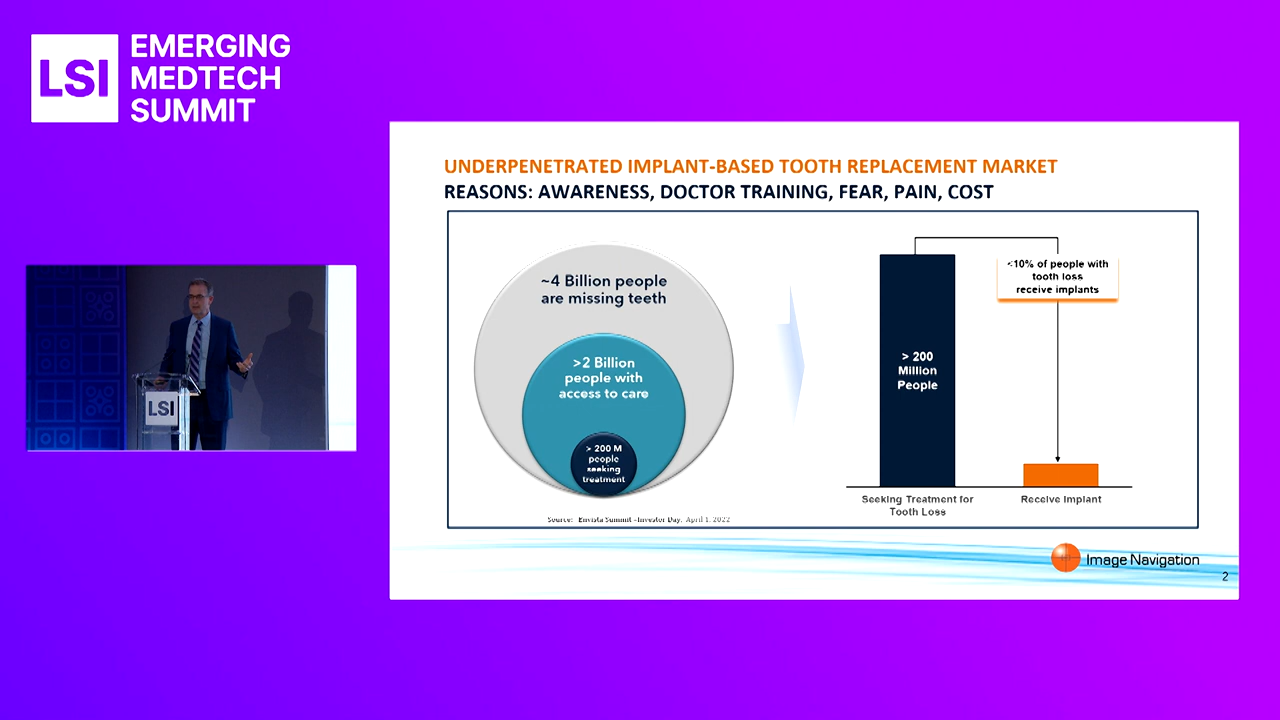 LSI
EMERGING
MEDTECH
SUMMIT
UNDERPENETRATED IMPLANT-BASED TOOTH REPLACEMENT MARKET
REASONS: AWARENESS, DOCTOR TRAINING, FEAR, PAIN, COST
~4 Billion people
are missing teeth
>2 Billion
people with
access to care
> 200 M
people
seeking
treatment
Source: Envista Summit -Investor Day. April 1, 2022
<10% of people with
tooth loss
receive implants
> 200
Million
People
Seeking Treatment for
Tooth Loss
Receive Implant
Image Navigation
2
LSI